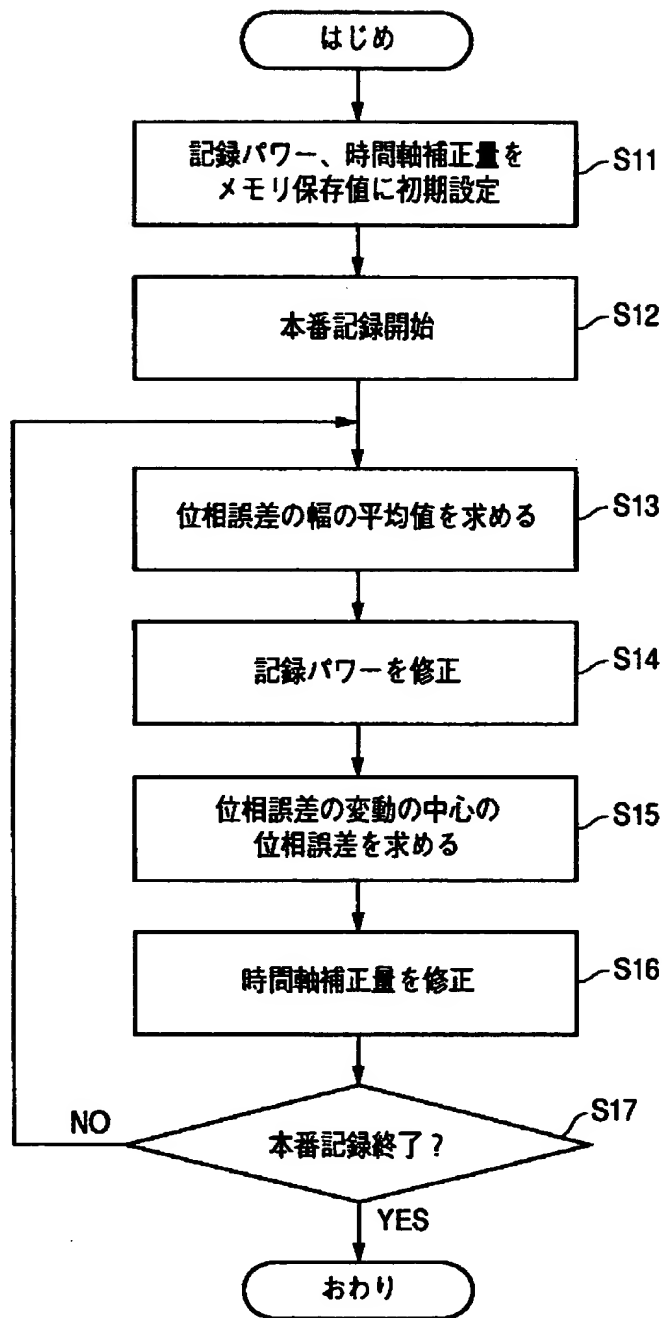 はじめ
記録パワー、時間軸補正量を
メモリ保存値に初期設定
S11
本番記録開始
S12
位相誤差の幅の平均値を求める
S13
記録パワーを修正
S14
位相誤差の変動の中心の
位相誤差を求める
S15
時間軸補正量を修正
S16
本番記録終了?
S17
NO
YES
おわり